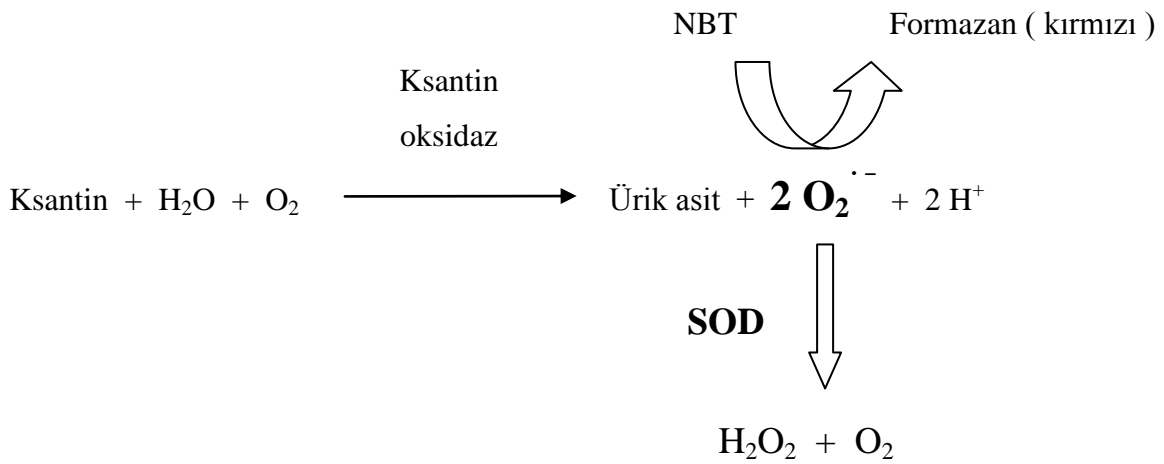 NBT Formazan ( kırmızı )
Ksantin
oksidaz
Ksantin + H₂O + O₂ Ürik asit + 2 O₂˙⁻ + 2 H⁺
SOD
H₂O₂ + O₂